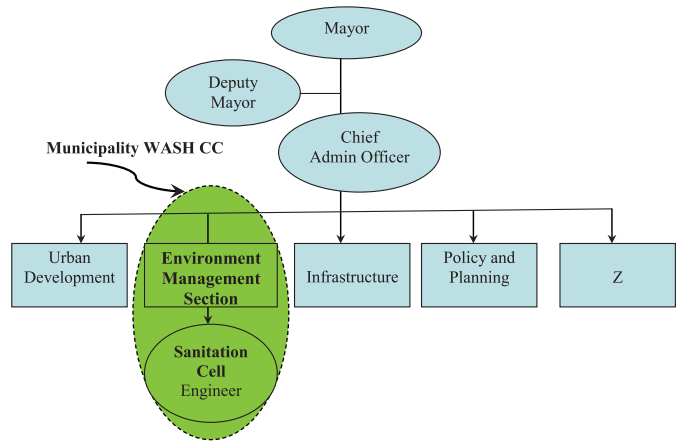 Mayor
Deputy
Mayor
Chief
Admin Officer
Municipality WASH CC
Urban
Development
Environment
Management
Section
Infrastructure
Policy and
Planning
Z
Sanitation
Cell
Engineer